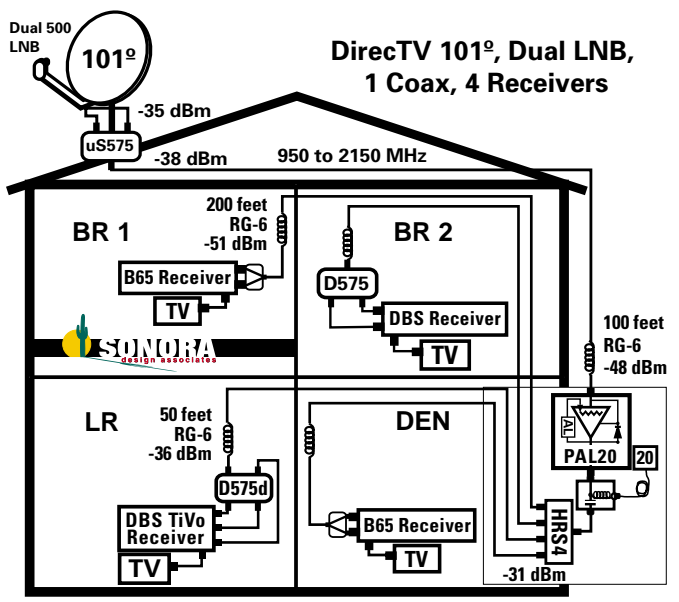 Dual 500
LNB
101º
DirecTV 101º, Dual LNB,
1 Coax, 4 Receivers
-35 dBm
uS575
-38 dBm
950 to 2150 MHz
200 feet
RG-6
-51 dBm
BR 1
BR 2
B65 Receiver
TV
D575
DBS Receiver
TV
SONORA
design associates
100 feet
RG-6
-48 dBm
LR
50 feet
RG-6
-36 dBm
DEN
AL
PAL20
20
D575d
DBS TiVo
Receiver
TV
B65 Receiver
TV
HRS4
-31 dBm